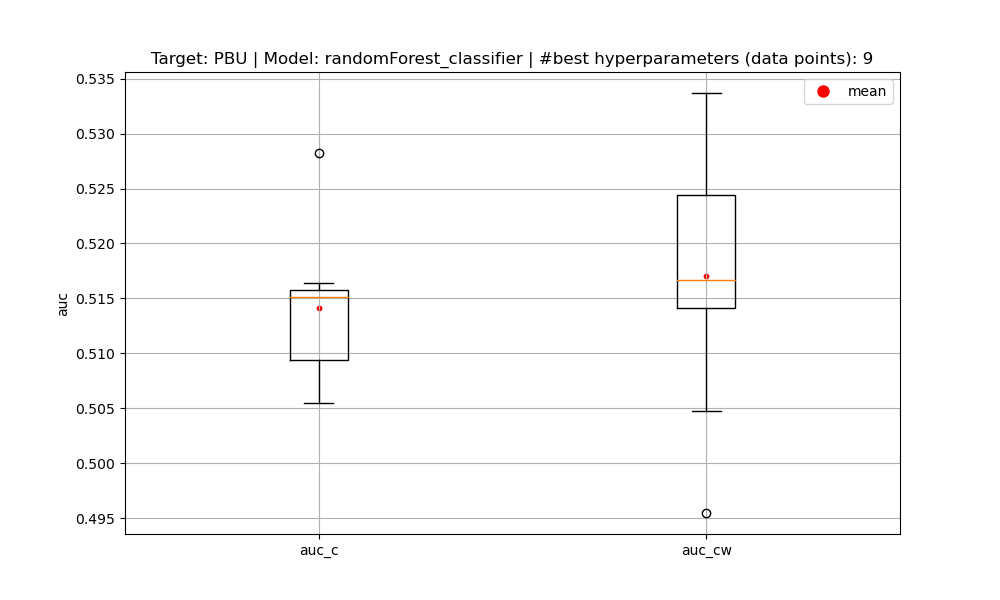 Target: PBU | Model: randomForest_classifier | #best hyperparameters (data points): 9
mean
0.535
0.530
0.525
0.520
0.515
0.510
0.505
0.500
0.495
auc
auc_c
auc_cw